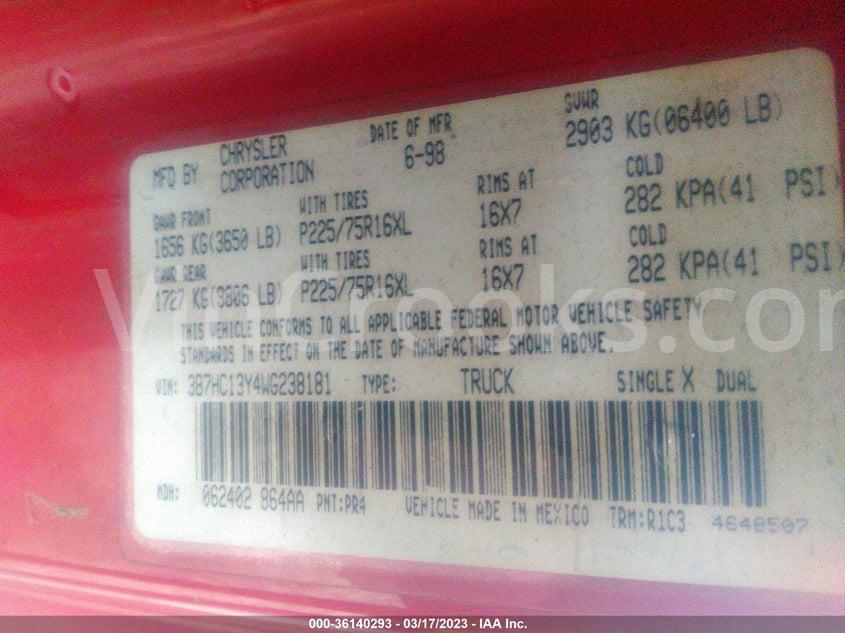 MFD BY CHRYSLER CORPORATION DATE OF MFR 6-98 GVWR 2903 KG(06400 LB)
GAWR FRONT WITH TIRES RIMS AT COLD
1656 KG(3650 LB) P225/75R16XL 16X7 282 KPA(41 PSI)
GAWR REAR WITH TIRES RIMS AT COLD
1727 KG(3806 LB) P225/75R16XL 16X7 282 KPA(41 PSI)
THIS VEHICLE CONFORMS TO ALL APPLICABLE FEDERAL MOTOR VEHICLE SAFETY
STANDARDS IN EFFECT ON THE DATE OF MANUFACTURE SHOWN ABOVE.
VIN: 3B7HC13Y4WG238181 TYPE: TRUCK SINGLE X DUAL
MDH: 062402 864AA PNT:PR4 VEHICLE MADE IN MEXICO TRM:R1C3 4648507
000-36140293 - 03/17/2023 - IAA Inc.